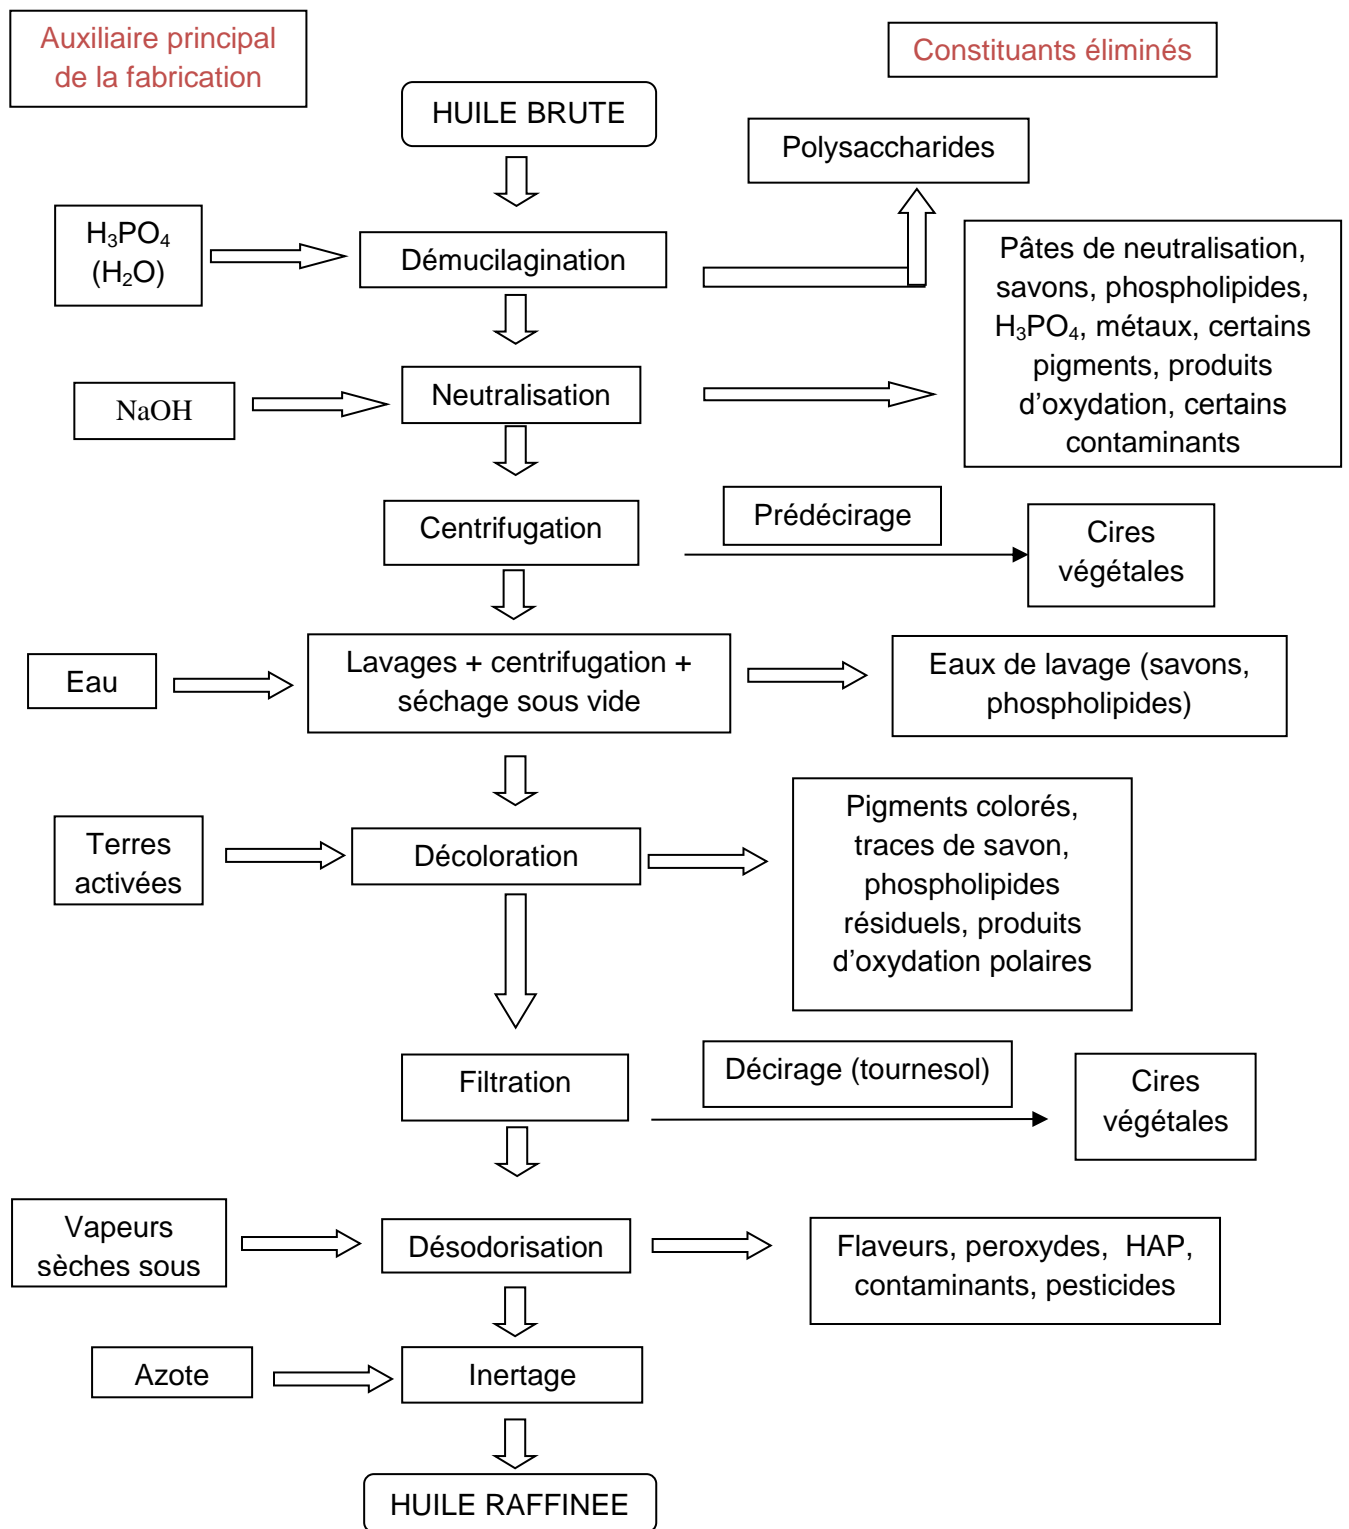 Auxiliaire principal
de la fabrication
Constituants éliminés
HUILE BRUTE
Polysaccharides
H₃PO₄
(H₂O)
Démucilagination
Pâtes de neutralisation,
savons, phospholipides,
H₃PO₄, métaux, certains
pigments, produits
d'oxydation, certains
contaminants
NaOH
Neutralisation
Centrifugation
Prédécirage
Cires
végétales
Eau
Lavages + centrifugation +
séchage sous vide
Eaux de lavage (savons,
phospholipides)
Terres
activées
Décoloration
Pigments colorés,
traces de savon,
phospholipides
résiduels, produits
d’oxydation polaires
Filtration
Décirage (tournesol)
Cires
végétales
Vapeurs
sèches sous
Désodorisation
Flaveurs, peroxydes, HAP,
contaminants, pesticides
Azote
Inertage
HUILE RAFFINEE